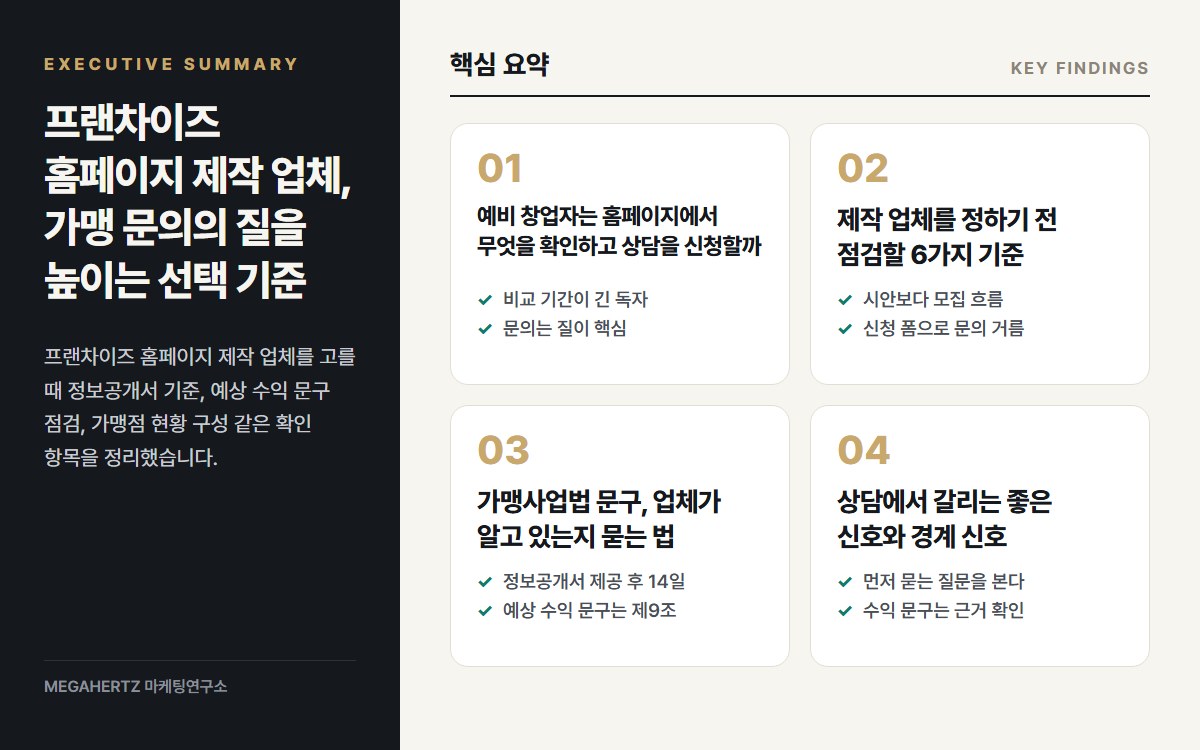 EXECUTIVE SUMMARY
프랜차이즈
홈페이지 제작 업체,
가맹 문의의 질을
높이는 선택 기준
프랜차이즈 홈페이지 제작 업체를 고를
때 정보공개서 기준, 예상 수익 문구
점검, 가맹점 현황 구성 같은 확인
항목을 정리했습니다.
MEGAHERTZ 마케팅연구소
핵심 요약
KEY FINDINGS
01
예비 창업자는 홈페이지에서
무엇을 확인하고 상담을 신청할까
✓ 비교 기간이 긴 독자
✓ 문의는 질이 핵심
02
제작 업체를 정하기 전
점검할 6가지 기준
✓ 시안보다 모집 흐름
✓ 신청 폼으로 문의 거름
03
가맹사업법 문구, 업체가
알고 있는지 묻는 법
✓ 정보공개서 제공 후 14일
✓ 예상 수익 문구는 제9조
04
상담에서 갈리는 좋은
신호와 경계 신호
✓ 먼저 묻는 질문을 본다
✓ 수익 문구는 근거 확인